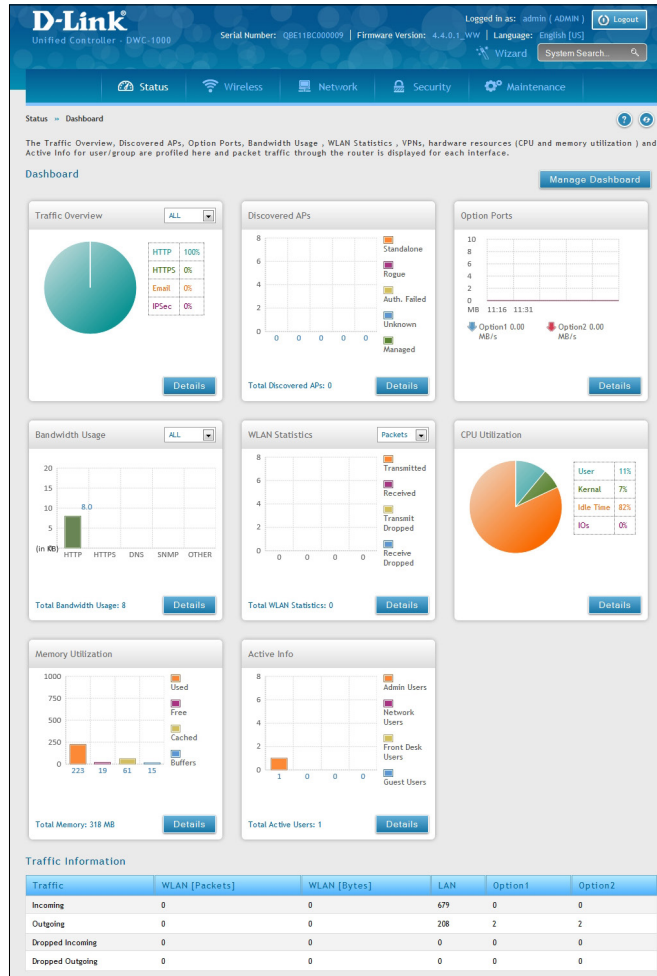 D-Link®
Unified Controller - DWC-1000
Logged in as: admin ( ADMIN )
Logout
Serial Number: QBE11BC000009 | Firmware Version: 4.4.0.1_WW | Language: English [US]
Wizard
System Search..
Status
Wireless
Network
Security
Maintenance
Status » Dashboard
? 
The Traffic Overview, Discovered APs, Option Ports, Bandwidth Usage , WLAN Statistics , VPNs, hardware resources (CPU and memory utilization ) and
Active Info for user/group are profiled here and packet traffic through the router is displayed for each interface.
Dashboard
Manage Dashboard
Traffic Overview
ALL
HTTP 100%
HTTPS 0%
Email 0%
IPSec 0%
Details
Discovered APs
8
6
4
2
0
0 0 0 0 0
Standalone
Rogue
Auth. Failed
Unknown
Managed
Total Discovered APs: 0
Details
Option Ports
10
8
6
4
2
0
MB 11:16 11:31
Option1 0.00
MB/s
Option2 0.00
MB/s
Details
Bandwidth Usage
ALL
20
15
10
5
0
(in KB)
8.0
HTTP HTTPS DNS SNMP OTHER
Total Bandwidth Usage: 8
Details
WLAN Statistics
Packets
8
6
4
2
0
0 0 0 0
Transmitted
Received
Transmit
Dropped
Receive
Dropped
Total WLAN Statistics: 0
Details
CPU Utilization
User 11%
Kernal 7%
Idle Time 82%
IOs 0%
Details
Memory Utilization
1000
750
500
250
0
223 19 61 15
Used
Free
Cached
Buffers
Total Memory: 318 MB
Details
Active Info
8
6
4
2
0
1 0 0 0
Admin Users
Network
Users
Front Desk
Users
Guest Users
Total Active Users: 1
Details
Traffic Information
Traffic WLAN [Packets] WLAN [Bytes] LAN Option1 Option2
Incoming 0 0 679 0 0
Outgoing 0 0 208 2 2
Dropped Incoming 0 0 0 0 0
Dropped Outgoing 0 0 0 0 0